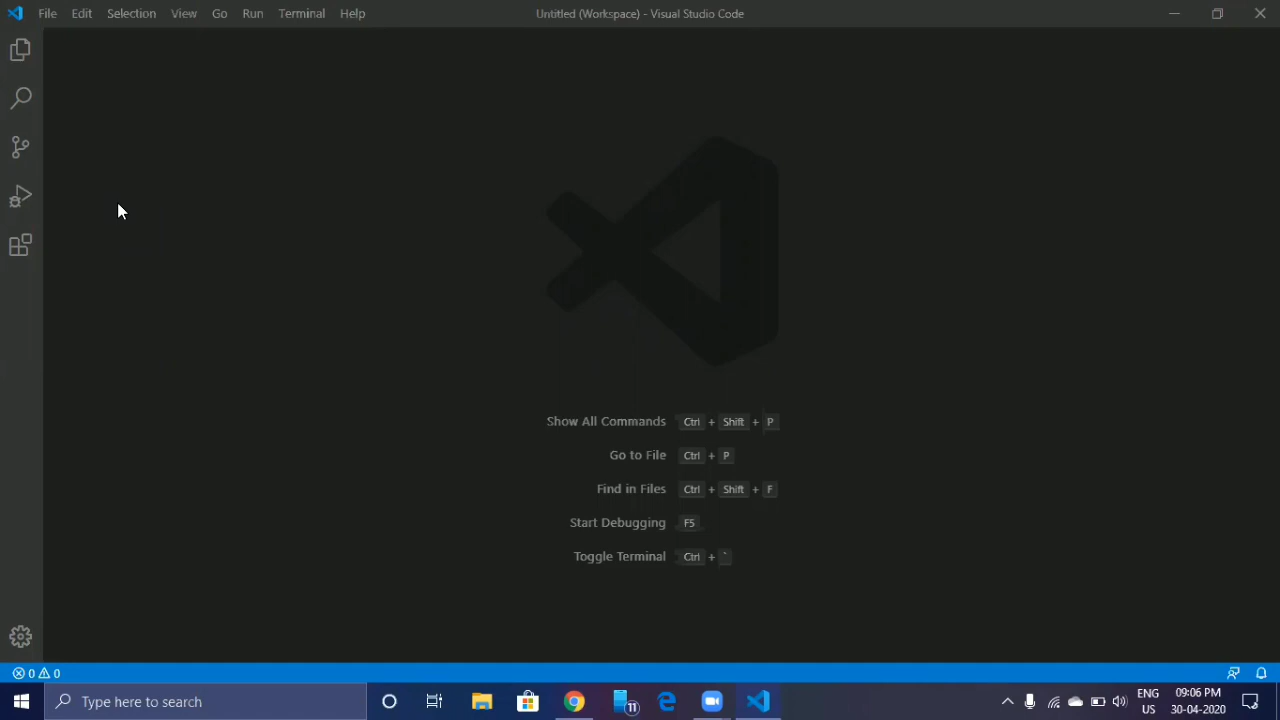 File Edit Selection View Go Run Terminal Help Untitled (Workspace) - Visual Studio Code
Show All Commands Ctrl + Shift + P
Go to File Ctrl + P
Find in Files Ctrl + Shift + F
Start Debugging F5
Toggle Terminal Ctrl + `
0 0
Type here to search 11 ENG 09:06 PM
US 30-04-2020